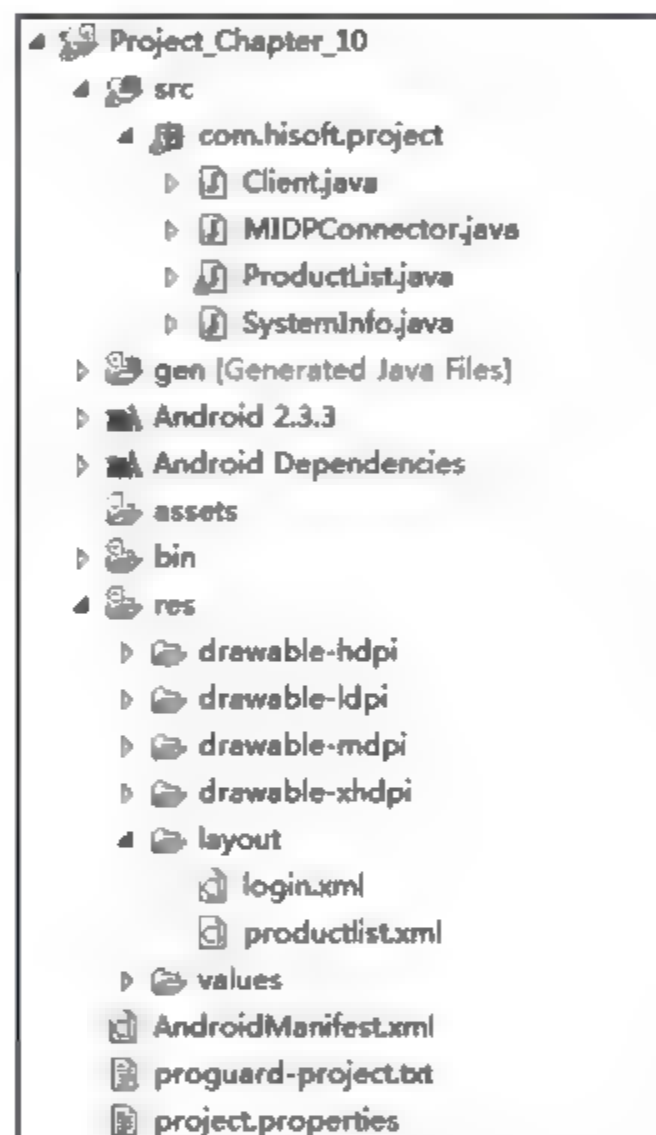 Project_Chapter_10
src
com.hisoft.project
Client.java
MIDPConnector.java
ProductList.java
SystemInfo.java
gen [Generated Java Files]
Android 2.3.3
Android Dependencies
assets
bin
res
drawable-hdpi
drawable-ldpi
drawable-mdpi
drawable-xhdpi
layout
login.xml
productlist.xml
values
AndroidManifest.xml
proguard-project.txt
project.properties